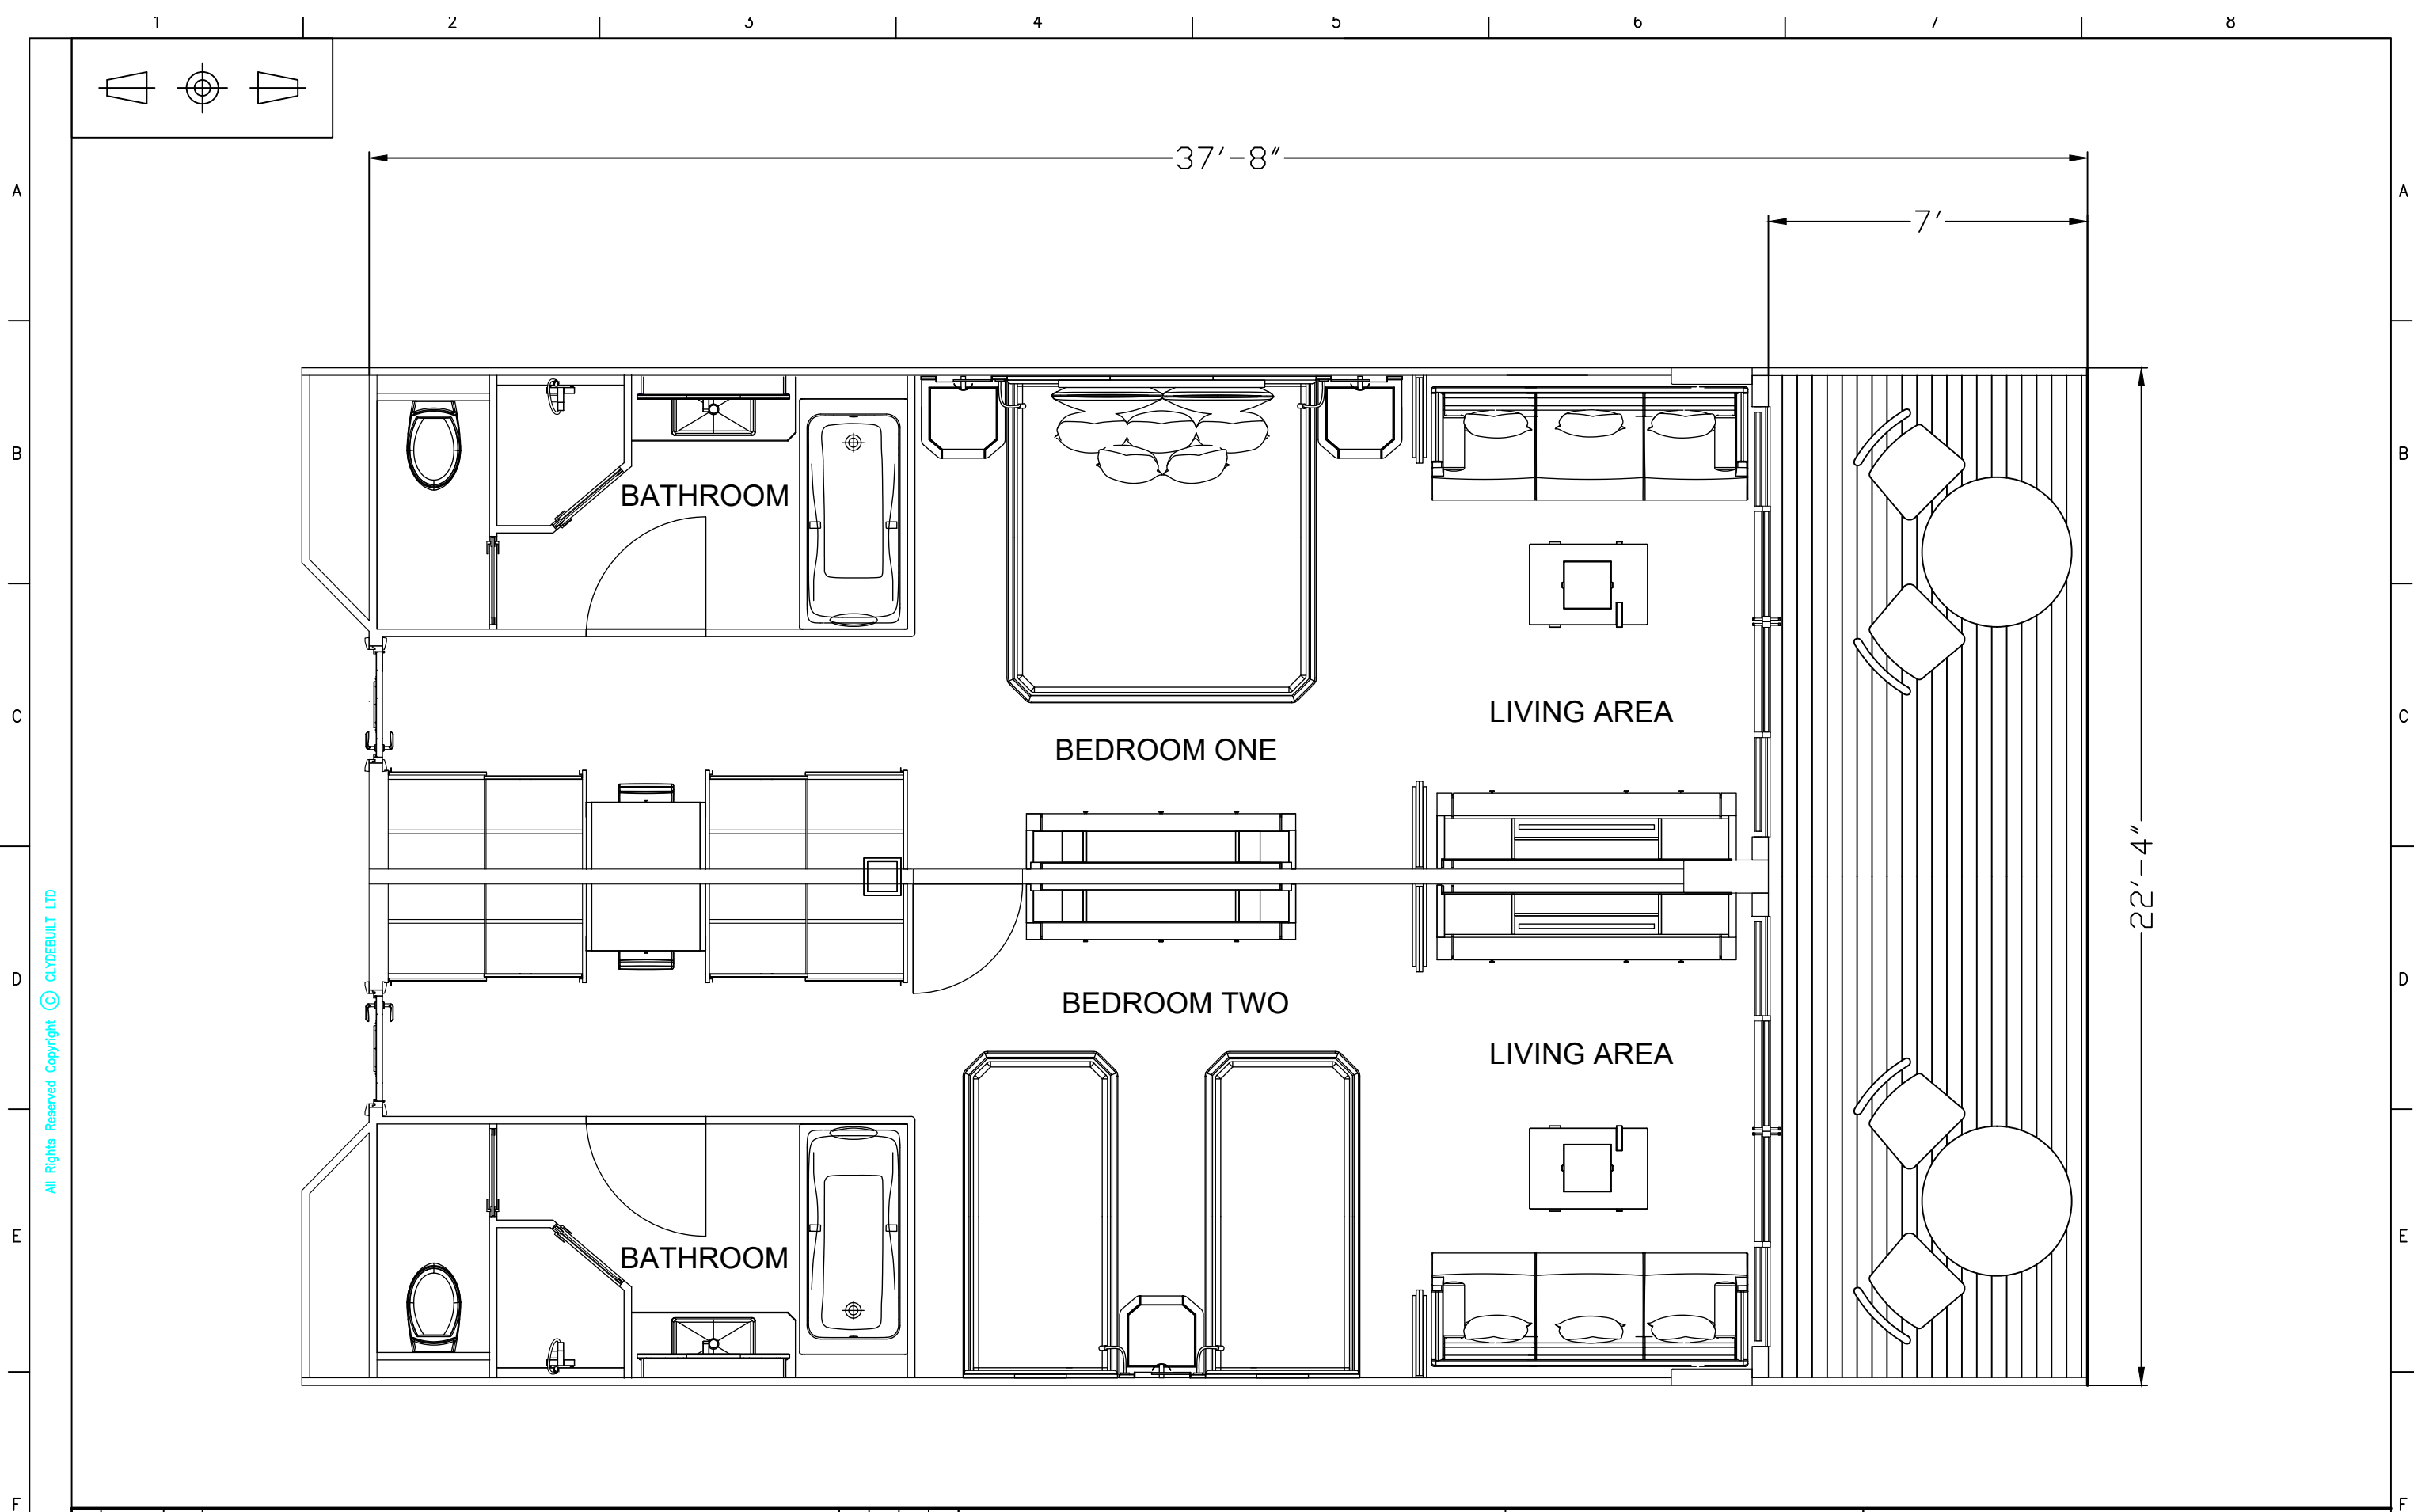 1 2 3 4 5 6 7 8
37'-8"
A A
7'
B B
BATHROOM
C LIVING AREA C
BEDROOM ONE
22'-4"
All Rights Reserved Copyright © CLYDEBUILT LTD
D D
BEDROOM TWO
LIVING AREA
E E
BATHROOM
F F